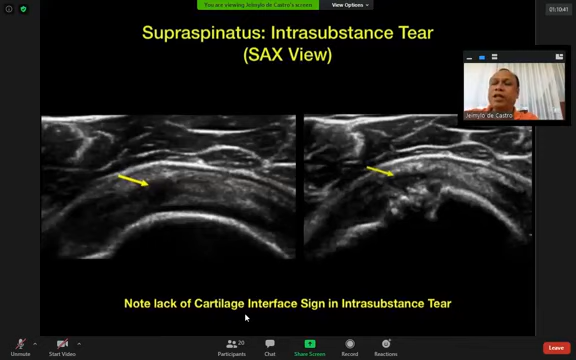 You are viewing Jeimylo de Castro's screen
View Options
01:10:41
Supraspinatus: Intrasubstance Tear
(SAX View)
Jeimylo de Castro
Note lack of Cartilage Interface Sign in Intrasubstance Tear
Unmute
Start Video
20
Participants
Chat
Share Screen
Record
Reactions
Leave